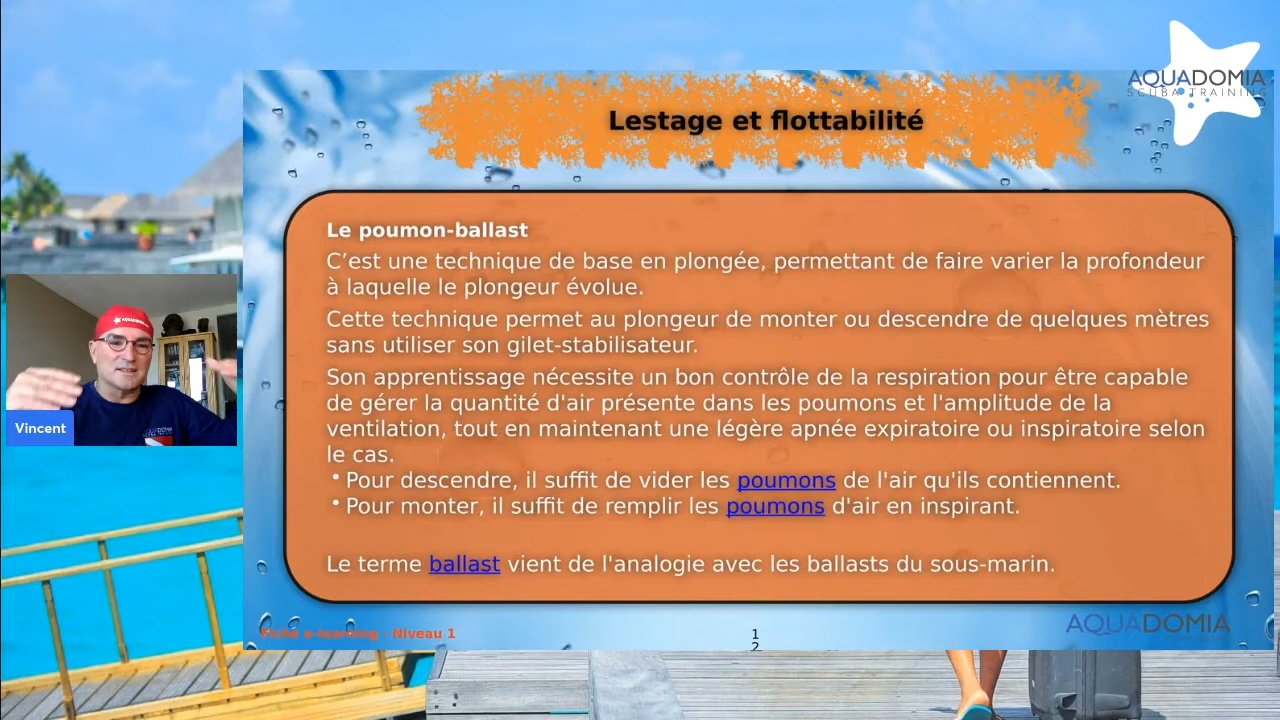 AQUADOMIA
SCUBA TRAINING
Lestage et flottabilité
Le poumon-ballast
C’est une technique de base en plongée, permettant de faire varier la profondeur
à laquelle le plongeur évolue.
Cette technique permet au plongeur de monter ou descendre de quelques mètres
sans utiliser son gilet-stabilisateur.
Son apprentissage nécessite un bon contrôle de la respiration pour être capable
de gérer la quantité d'air présente dans les poumons et l'amplitude de la
ventilation, tout en maintenant une légère apnée expiratoire ou inspiratoire selon
le cas.
• Pour descendre, il suffit de vider les poumons de l'air qu'ils contiennent.
• Pour monter, il suffit de remplir les poumons d'air en inspirant.
Le terme ballast vient de l'analogie avec les ballasts du sous-marin.
Vincent
Fiche e-learning - Niveau 1
1
2
AQUADOMIA